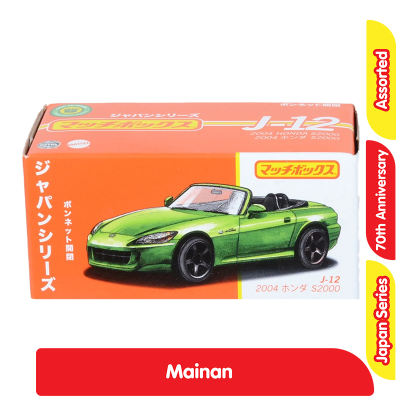 ジャパンシリーズ
マッチボックス
ボンネット開閉
J-12
2004 HONDA S2000
2004 ホンダ S2000
マッチボックス
ジャパンシリーズ
ボンネット開閉
J-12
2004 ホンダ S2000
Assorted
70th Anniversary
Japan Series
Mainan